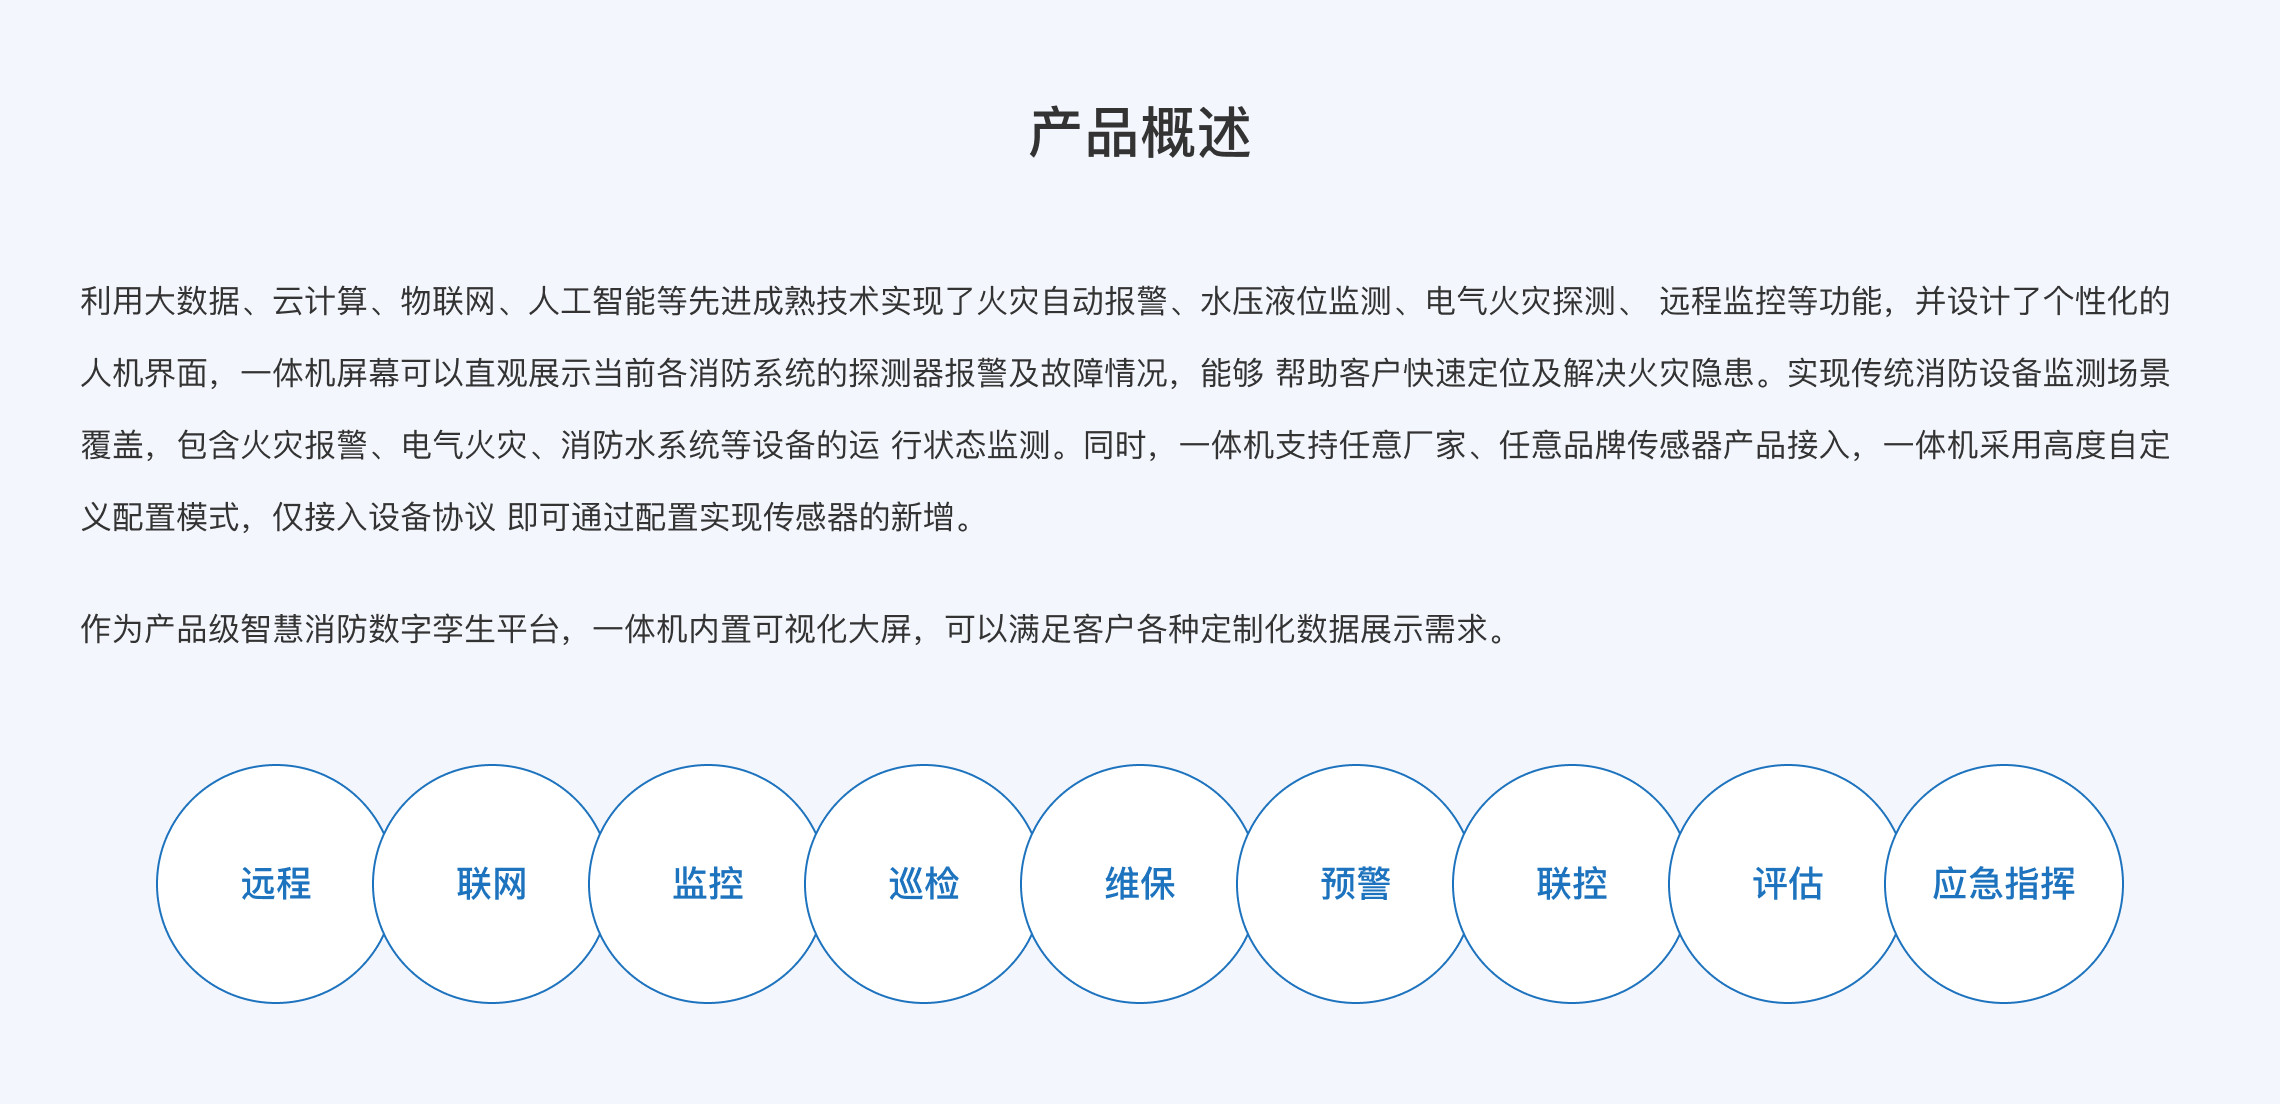 产品概述
利用大数据、云计算、物联网、人工智能等先进成熟技术实现了火灾自动报警、水压液位监测、电气火灾探测、 远程监控等功能，并设计了个性化的
人机界面，一体机屏幕可以直观展示当前各消防系统的探测器报警及故障情况，能够 帮助客户快速定位及解决火灾隐患。实现传统消防设备监测场景
覆盖，包含火灾报警、电气火灾、消防水系统等设备的运 行状态监测。同时，一体机支持任意厂家、任意品牌传感器产品接入，一体机采用高度自定
义配置模式，仅接入设备协议 即可通过配置实现传感器的新增。
作为产品级智慧消防数字孪生平台，一体机内置可视化大屏，可以满足客户各种定制化数据展示需求。
远程 联网 监控 巡检 维保 预警 联控 评估 应急指挥